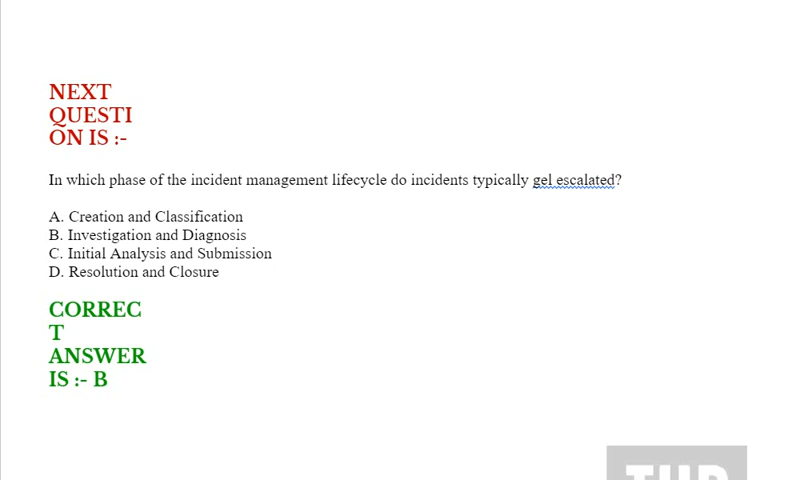 NEXT
QUESTI
ON IS :-
In which phase of the incident management lifecycle do incidents typically gel escalated?
A. Creation and Classification
B. Investigation and Diagnosis
C. Initial Analysis and Submission
D. Resolution and Closure
CORREC
T
ANSWER
IS :- B